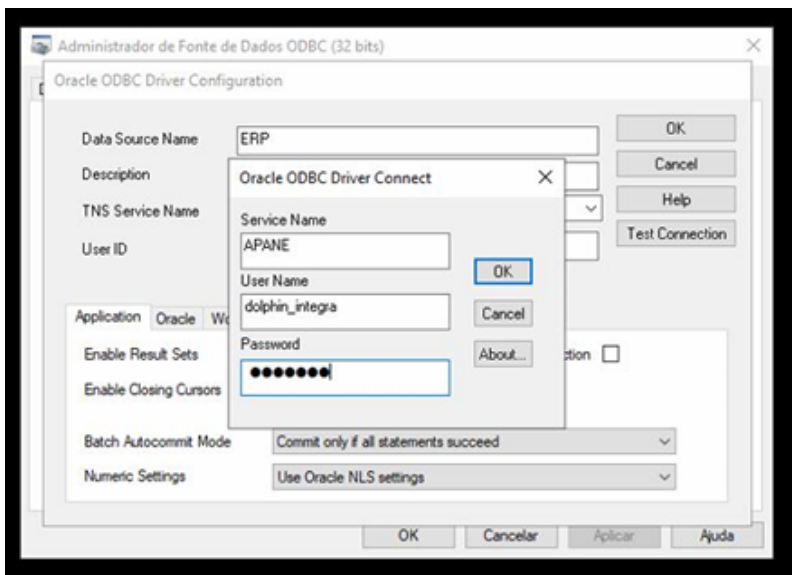 Administrador de Fonte de Dados ODBC (32 bits)
Oracle ODBC Driver Configuration
Data Source Name ERP OK
Description Cancel
TNS Service Name Help
User ID Test Connection
Oracle ODBC Driver Connect
Service Name
APANE
OK
User Name
dolphin_integra
Cancel
Password
●●●●●●●
About...
Application Oracle
Enable Result Sets
Enable Closing Cursors
Batch Autocommit Mode Commit only if all statements succeed
Numeric Settings Use Oracle NLS settings
OK Cancelar Aplicar Ajuda